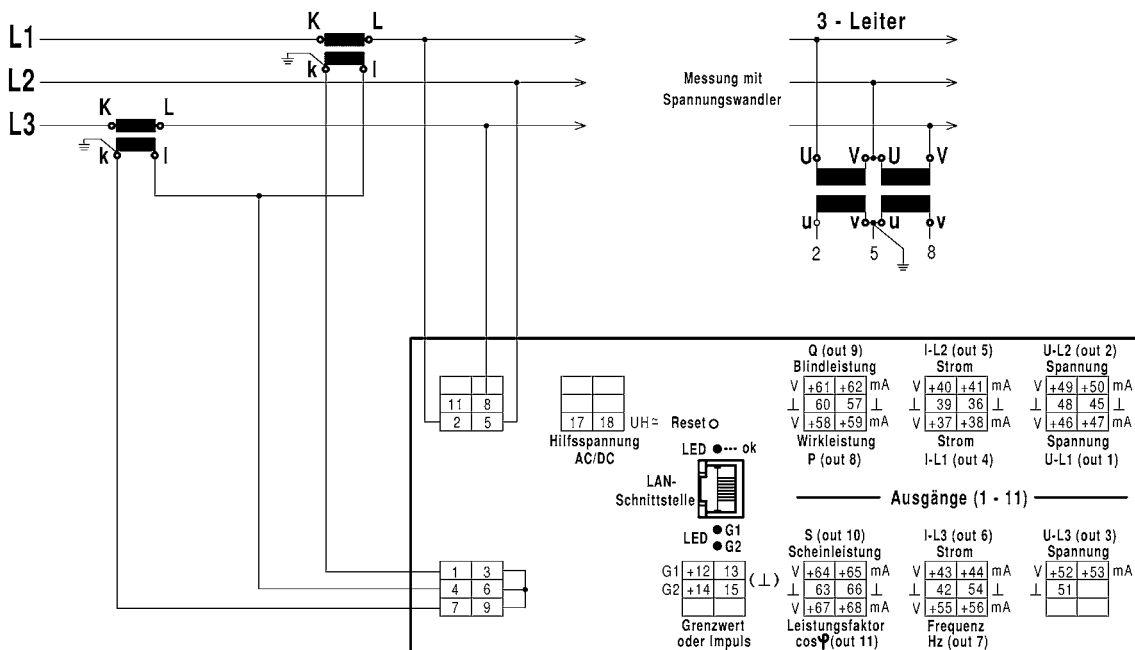 K L
L1
k l
L2
K L
L3
k l
3 - Leiter
Messung mit
Spannungswandler
U V U V
u v u v
2 5 8
11 8
2 5
17 18 UH≃
Hilfsspannung
AC/DC
Reset
LED --- ok
LAN-
Schnittstelle
LED G1
G2
Q (out 9)
Blindleistung
V +61 +62 mA
⊥ 60 57 ⊥
V +58 +59 mA
Wirkleistung
P (out 8)
I-L2 (out 5)
Strom
V +40 +41 mA
⊥ 39 36 ⊥
V +37 +38 mA
Strom
I-L1 (out 4)
U-L2 (out 2)
Spannung
V +49 +50 mA
⊥ 48 45 ⊥
V +46 +47 mA
Spannung
U-L1 (out 1)
Ausgänge (1 - 11)
1 3
4 6
7 9
G1 +12 13
G2 +14 15
(⊥)
Grenzwert
oder Impuls
S (out 10)
Scheinleistung
V +64 +65 mA
⊥ 63 66 ⊥
V +67 +68 mA
Leistungsfaktor
cosφ (out 11)
I-L3 (out 6)
Strom
V +43 +44 mA
⊥ 42 54 ⊥
V +55 +56 mA
Frequenz
Hz (out 7)
U-L3 (out 3)
Spannung
V +52 +53 mA
⊥ 51